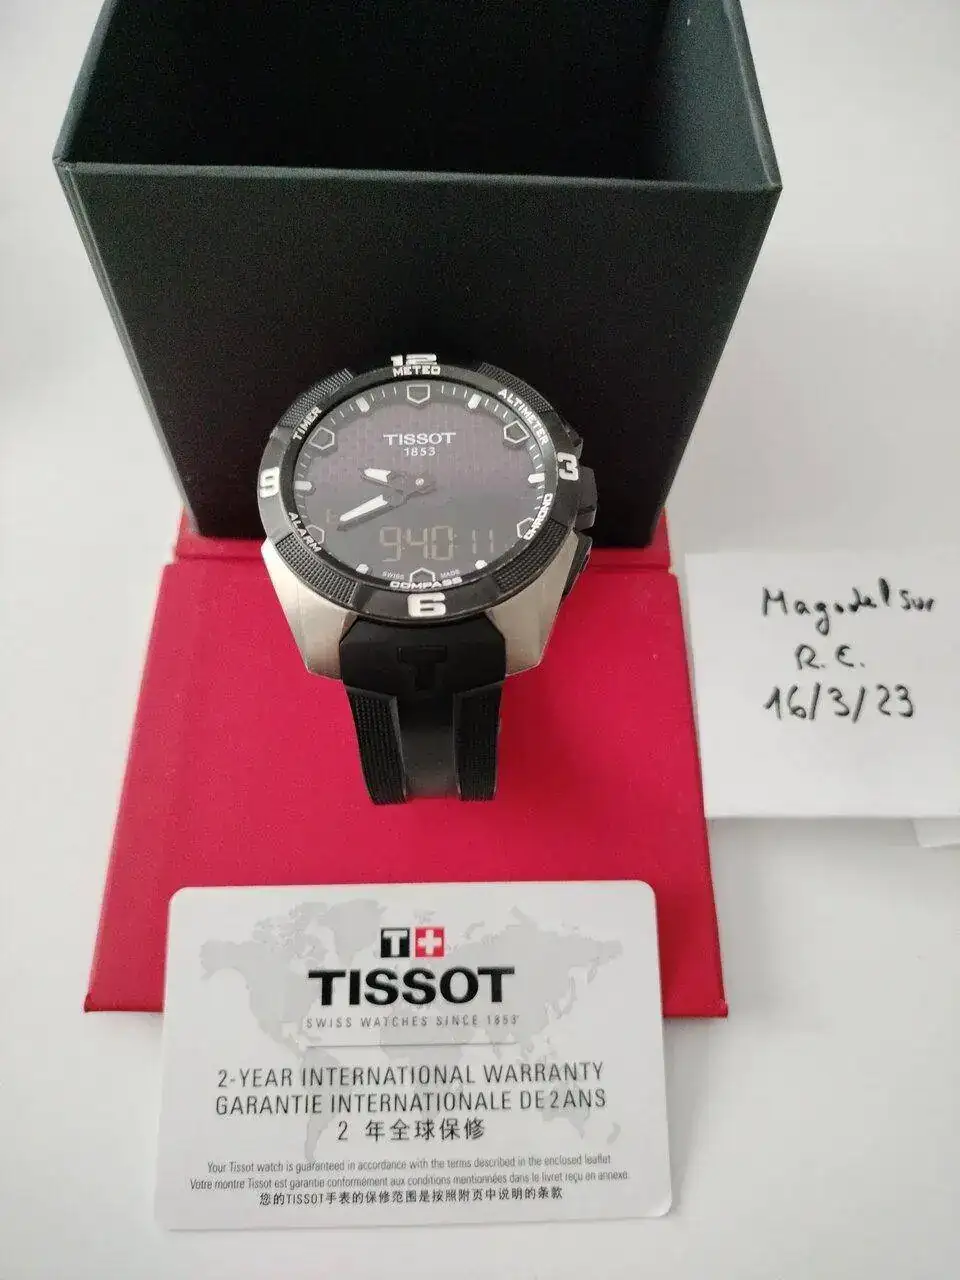 12
METEO
TIMER
ALTIMETER
TISSOT
1853
9
3
ALARM
CHRONO
9:40:11
SWISS MADE
COMPASS
6
T
Magodelsur
R.E.
16/3/23
T
TISSOT
SWISS WATCHES SINCE 1853
2-YEAR INTERNATIONAL WARRANTY
GARANTIE INTERNATIONALE DE 2 ANS
2 年全球保修
Your Tissot watch is guaranteed in accordance with the terms described in the enclosed leaflet
Votre montre Tissot est garantie conformément aux conditions mentionnées dans le livret reçu en annexe.
您的TISSOT手表的保修范围是按照附页中说明的条款